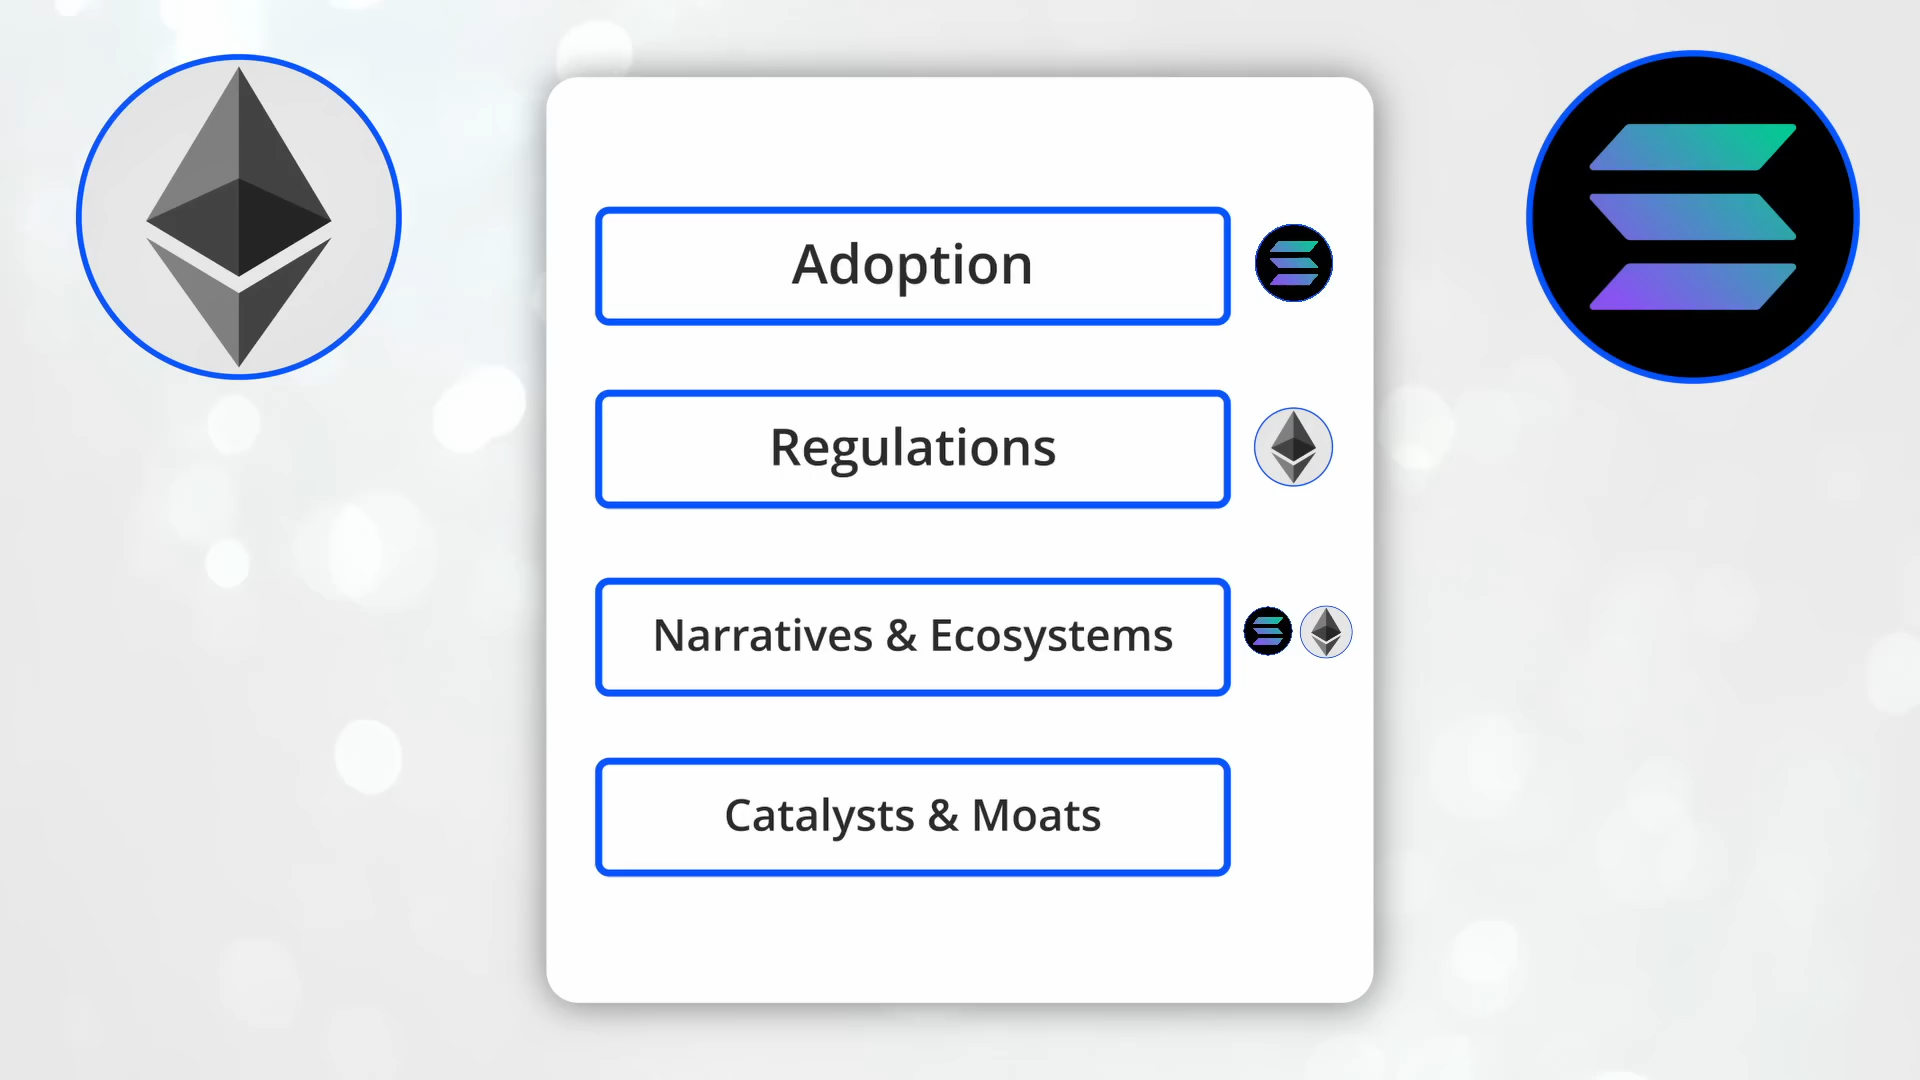 Adoption
Regulations
Narratives & Ecosystems
Catalysts & Moats